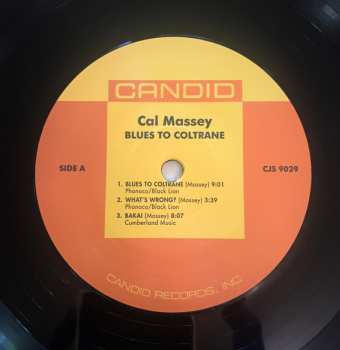 CANDID
Cal Massey
BLUES TO COLTRANE
SIDE A CJS 9029
1. BLUES TO COLTRANE (Massey) 9:01
Phonoco/Black Lion
2. WHAT'S WRONG? (Massey) 3:39
Phonoco/Black Lion
3. BAKAI (Massey) 8:07
Cumberland Music
CANDID RECORDS, INC.